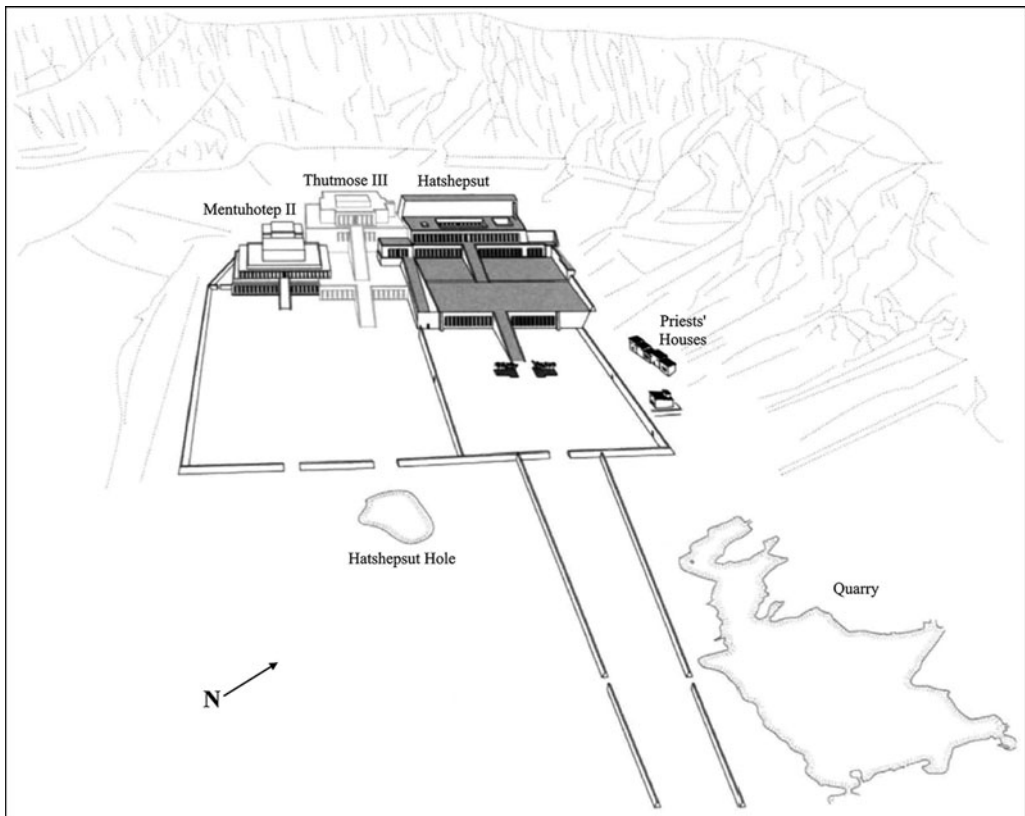 Thutmose III
Hatshepsut
Mentuhotep II
Priests'
Houses
Hatshepsut Hole
Quarry
N